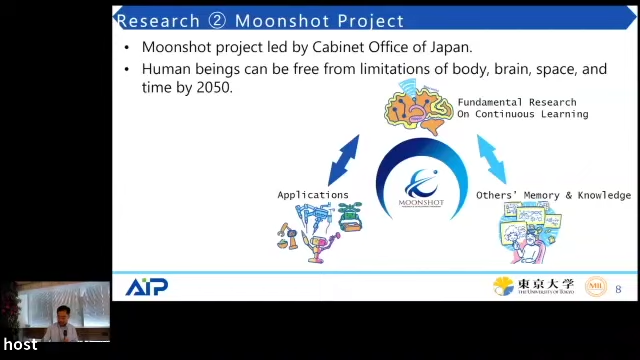 Research ② Moonshot Project
• Moonshot project led by Cabinet Office of Japan.
• Human beings can be free from limitations of body, brain, space, and
time by 2050.
Fundamental Research
On Continuous Learning
Applications
Others' Memory & Knowledge
MOONSHOT
AIP
東京大学
THE UNIVERSITY OF TOKYO
MIL
8
host